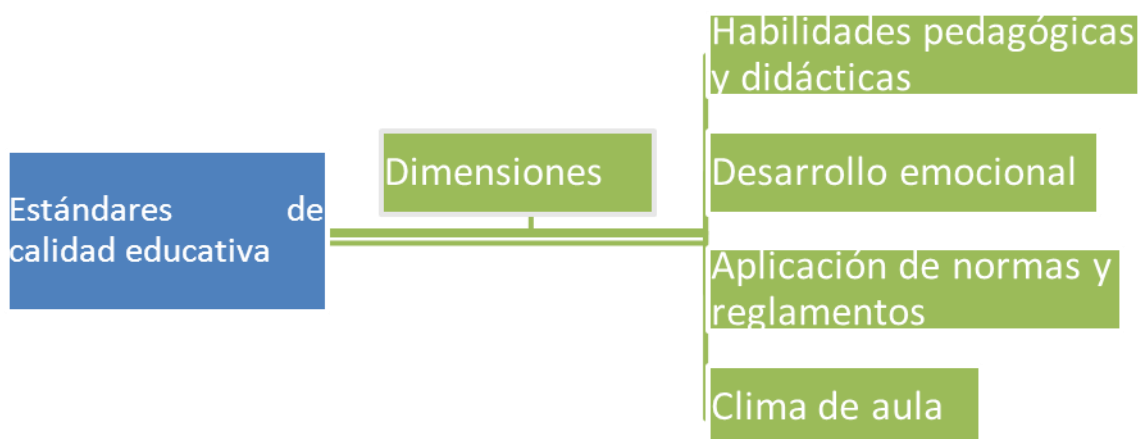 Estándares de
calidad educativa
Dimensiones
Habilidades pedagógicas
y didácticas
Desarrollo emocional
Aplicación de normas y
reglamentos
Clima de aula